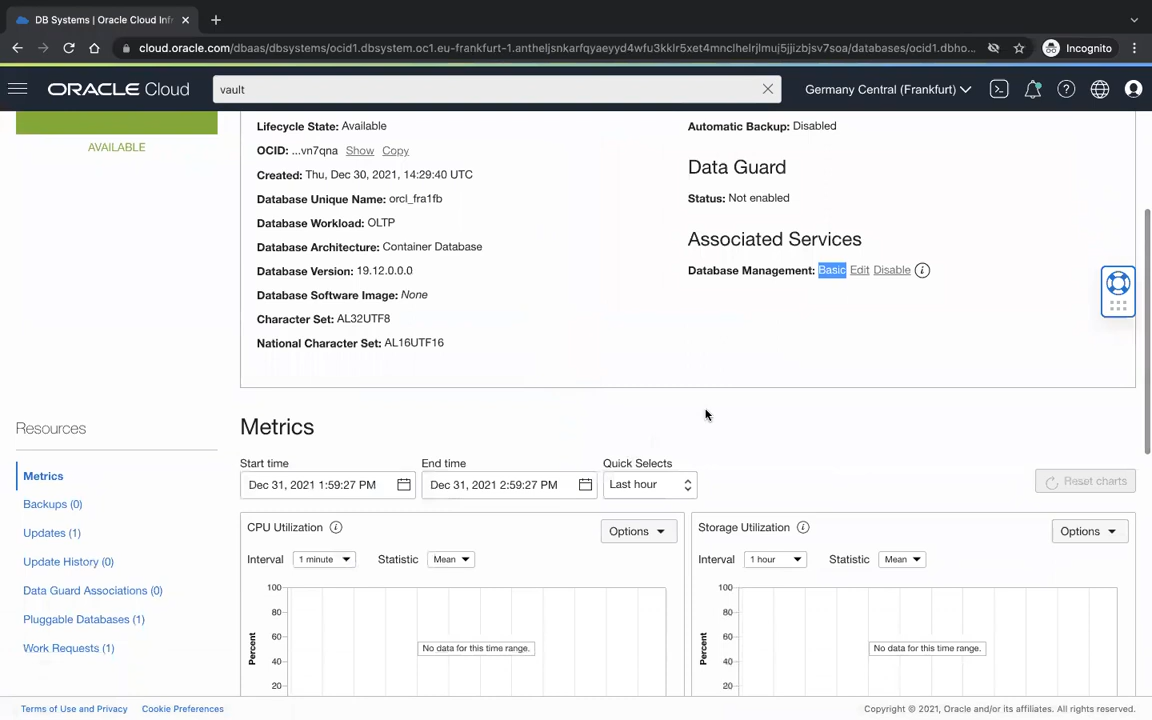 DB Systems | Oracle Cloud Infr
cloud.oracle.com/dbaas/dbsystems/ocid1.dbsystem.oc1.eu-frankfurt-1.antheljsnkarfqyaeyyd4wfu3kklr5xet4mnclhelrjlmuj5jjizbjsv7soa/databases/ocid1.dbho...
Incognito
ORACLE Cloud
vault
Germany Central (Frankfurt)
AVAILABLE
Lifecycle State: Available
OCID: ...vn7qna Show Copy
Created: Thu, Dec 30, 2021, 14:29:40 UTC
Database Unique Name: orcl_fra1fb
Database Workload: OLTP
Database Architecture: Container Database
Database Version: 19.12.0.0.0
Database Software Image: None
Character Set: AL32UTF8
National Character Set: AL16UTF16
Automatic Backup: Disabled
Data Guard
Status: Not enabled
Associated Services
Database Management: Basic Edit Disable
Resources
Metrics
Backups (0)
Updates (1)
Update History (0)
Data Guard Associations (0)
Pluggable Databases (1)
Work Requests (1)
Metrics
Start time
Dec 31, 2021 1:59:27 PM
End time
Dec 31, 2021 2:59:27 PM
Quick Selects
Last hour
Reset charts
CPU Utilization
Options
Interval 1 minute Statistic Mean
100
80
60
40
20
Percent
No data for this time range.
Storage Utilization
Options
Interval 1 hour Statistic Mean
100
80
60
40
20
Percent
No data for this time range.
Terms of Use and Privacy Cookie Preferences
Copyright © 2021, Oracle and/or its affiliates. All rights reserved.